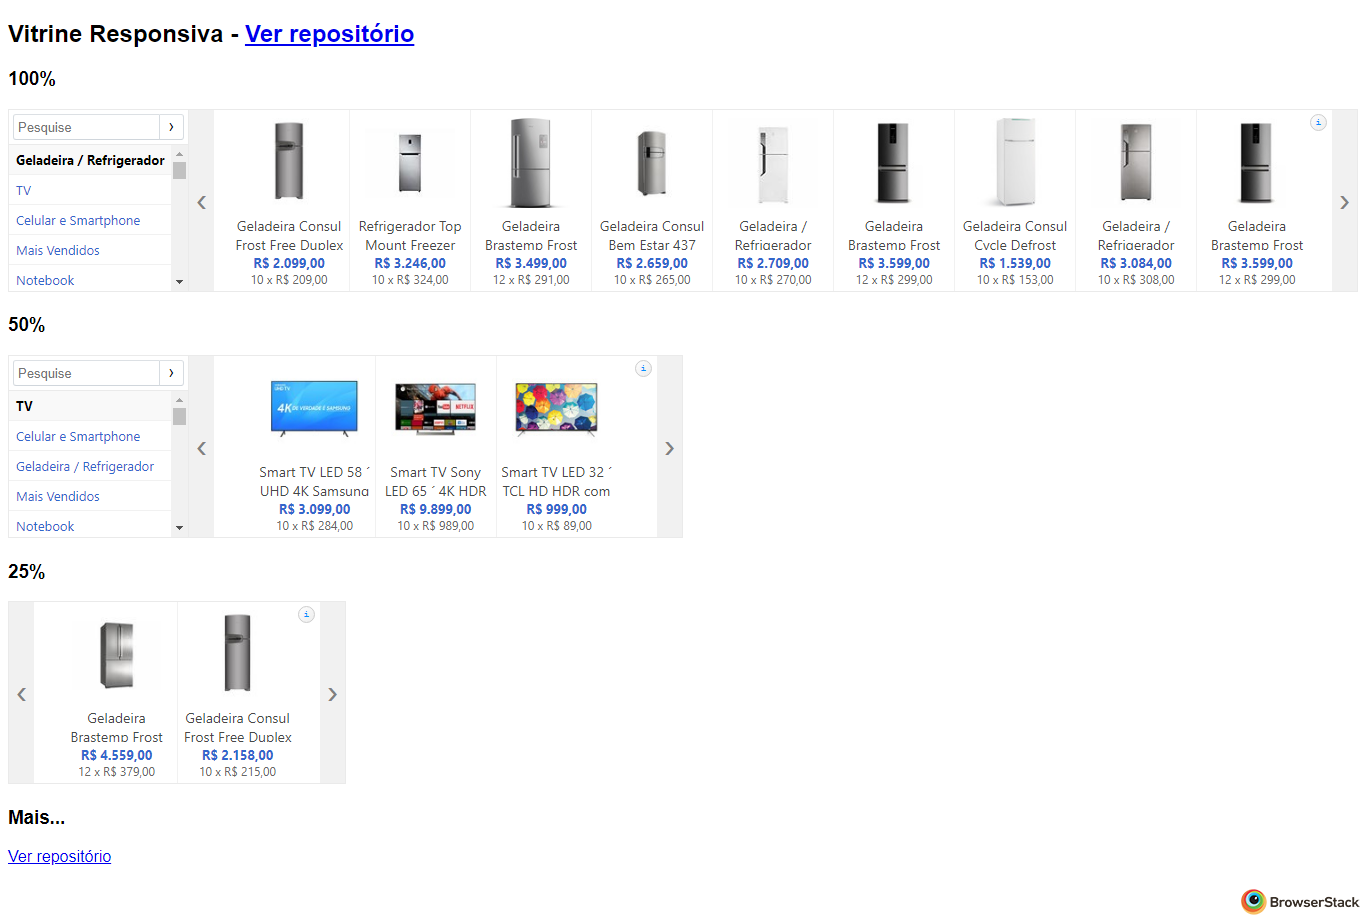 Vitrine Responsiva - Ver repositório
100%
Pesquise ›
Geladeira / Refrigerador
TV
Celular e Smartphone
Mais Vendidos
Notebook
‹
Geladeira Consul
Frost Free Duplex
R$ 2.099,00
10 x R$ 209,00
Refrigerador Top
Mount Freezer
R$ 3.246,00
10 x R$ 324,00
Geladeira
Brastemp Frost
R$ 3.499,00
12 x R$ 291,00
Geladeira Consul
Bem Estar 437
R$ 2.659,00
10 x R$ 265,00
Geladeira /
Refrigerador
R$ 2.709,00
10 x R$ 270,00
Geladeira
Brastemp Frost
R$ 3.599,00
12 x R$ 299,00
Geladeira Consul
Cycle Defrost
R$ 1.539,00
10 x R$ 153,00
Geladeira /
Refrigerador
R$ 3.084,00
10 x R$ 308,00
Geladeira
Brastemp Frost
R$ 3.599,00
12 x R$ 299,00
i
›
50%
Pesquise ›
TV
Celular e Smartphone
Geladeira / Refrigerador
Mais Vendidos
Notebook
‹
4K DE VERDADE É SAMSUNG
Smart TV LED 58 ´
UHD 4K Samsung
R$ 3.099,00
10 x R$ 284,00
YouTube NETFLIX
Smart TV Sony
LED 65 ´ 4K HDR
R$ 9.899,00
10 x R$ 989,00
Smart TV LED 32 ´
TCL HD HDR com
R$ 999,00
10 x R$ 89,00
i
›
25%
‹
Geladeira
Brastemp Frost
R$ 4.559,00
12 x R$ 379,00
Geladeira Consul
Frost Free Duplex
R$ 2.158,00
10 x R$ 215,00
i
›
Mais...
Ver repositório
BrowserStack